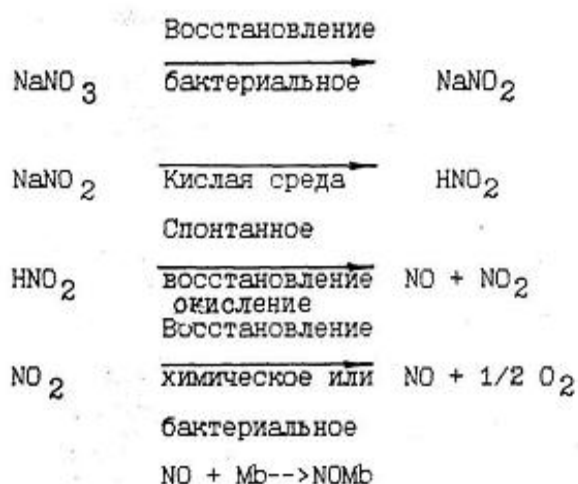 Восстановление
NaNO3 бактериальное NaNO2
NaNO2 Кислая среда HNO2
Спонтанное
HNO2 восстановление NO + NO2
окисление
Восстановление
NO2 химическое или NO + 1/2 O2
бактериальное
NO + Mb-->NOMb